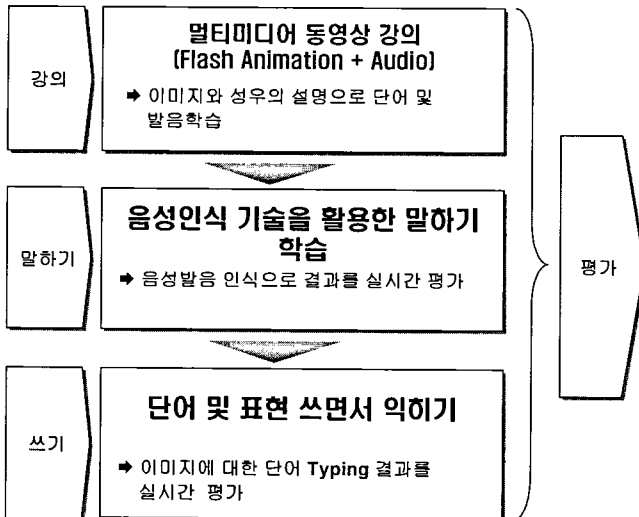 강의
멀티미디어 동영상 강의
(Flash Animation + Audio)
➡ 이미지와 성우의 설명으로 단어 및
발음학습
말하기
음성인식 기술을 활용한 말하기
학습
➡ 음성발음 인식으로 결과를 실시간 평가
쓰기
단어 및 표현 쓰면서 익히기
➡ 이미지에 대한 단어 Typing 결과를
실시간 평가
평가